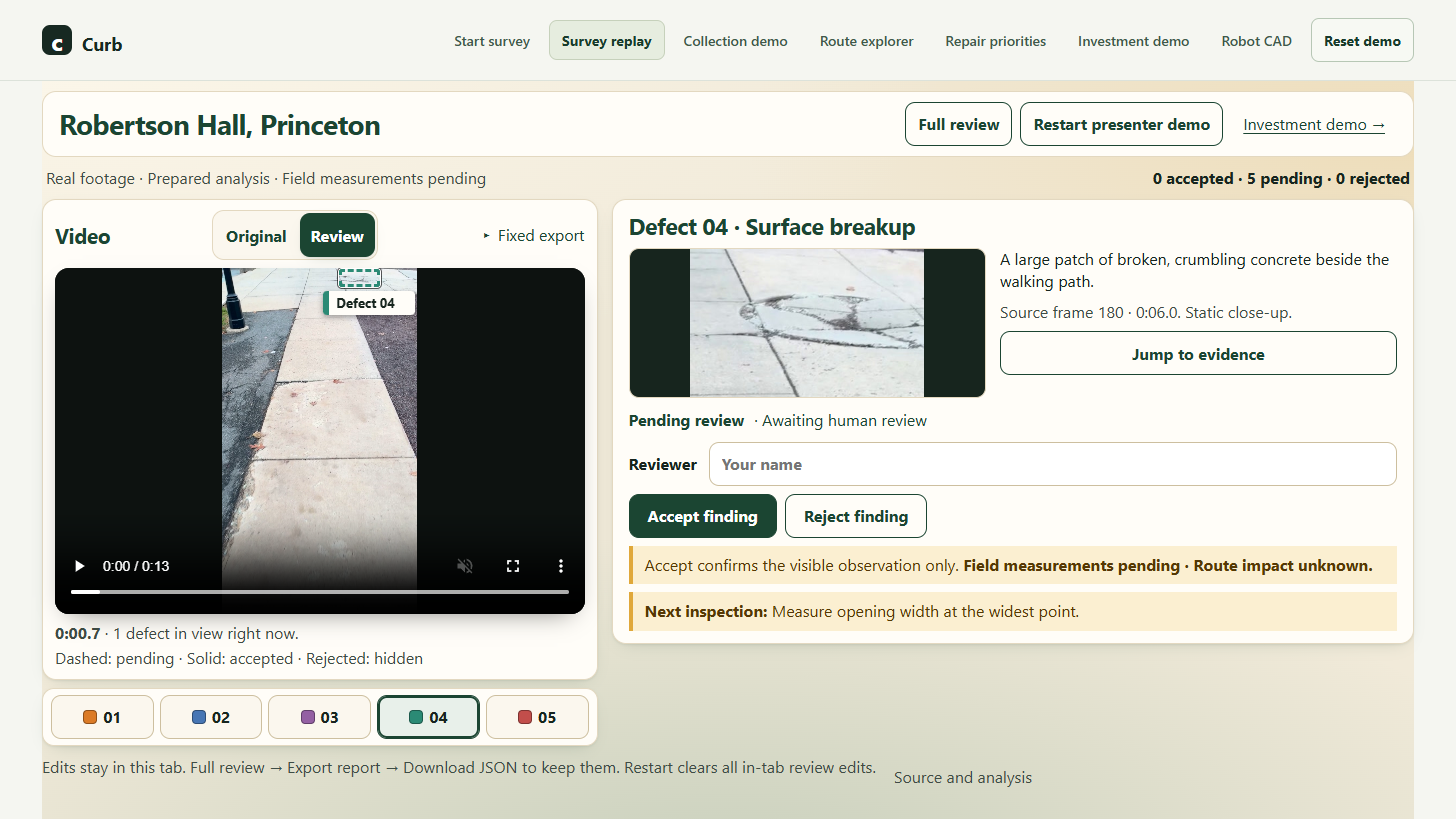 c Curb
Start survey
Survey replay
Collection demo
Route explorer
Repair priorities
Investment demo
Robot CAD
Reset demo
Robertson Hall, Princeton
Full review
Restart presenter demo
Investment demo →
Real footage · Prepared analysis · Field measurements pending
0 accepted · 5 pending · 0 rejected
Video
Original
Review
▸ Fixed export
Defect 04
0:00 / 0:13
0:00.7 · 1 defect in view right now.
Dashed: pending · Solid: accepted · Rejected: hidden
01
02
03
04
05
Defect 04 · Surface breakup
A large patch of broken, crumbling concrete beside the
walking path.
Source frame 180 · 0:06.0. Static close-up.
Jump to evidence
Pending review · Awaiting human review
Reviewer
Your name
Accept finding
Reject finding
Accept confirms the visible observation only. Field measurements pending · Route impact unknown.
Next inspection: Measure opening width at the widest point.
Edits stay in this tab. Full review → Export report → Download JSON to keep them. Restart clears all in-tab review edits.
Source and analysis